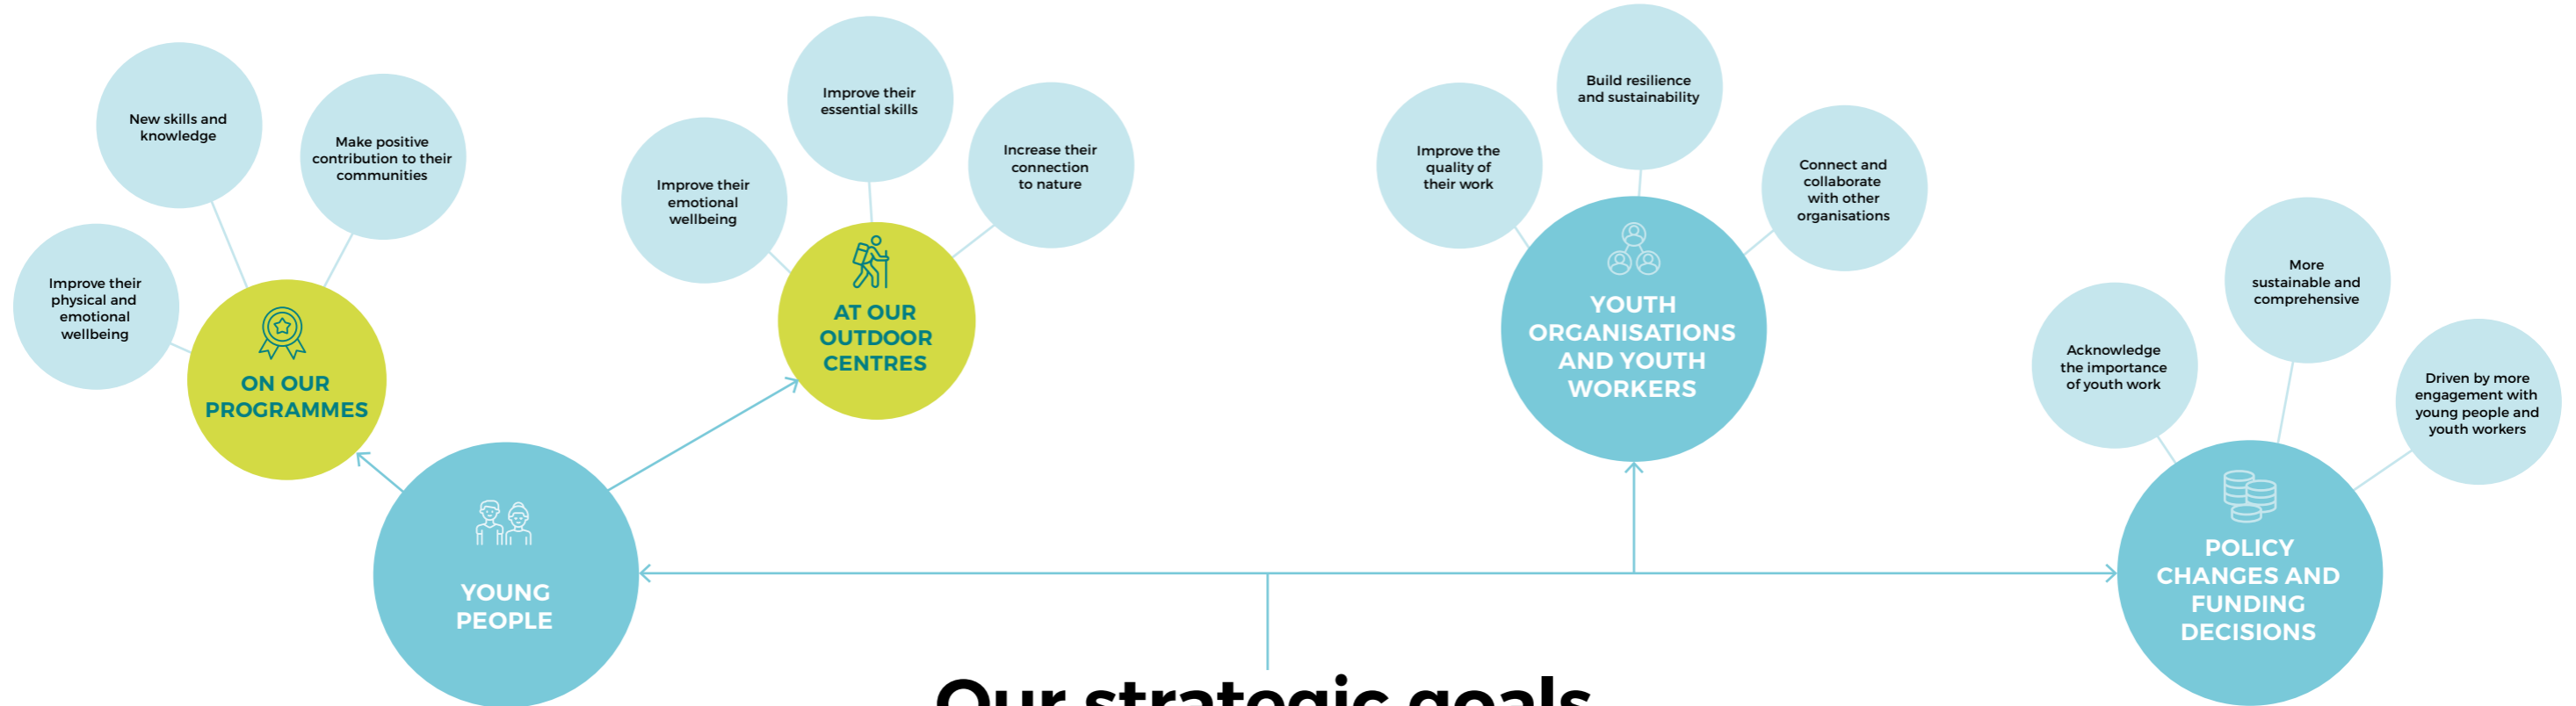 New skills and
knowledge
Make positive
contribution to their
communities
Improve their
physical and
emotional
wellbeing
ON OUR
PROGRAMMES
Improve their
emotional
wellbeing
Improve their
essential skills
Increase their
connection
to nature
AT OUR
OUTDOOR
CENTRES
YOUNG
PEOPLE
Improve the
quality of
their work
Build resilience
and sustainability
Connect and
collaborate
with other
organisations
YOUTH
ORGANISATIONS
AND YOUTH
WORKERS
Acknowledge
the importance
of youth work
More
sustainable and
comprehensive
Driven by more
engagement with
young people and
youth workers
POLICY
CHANGES AND
FUNDING
DECISIONS
Our strategic goals